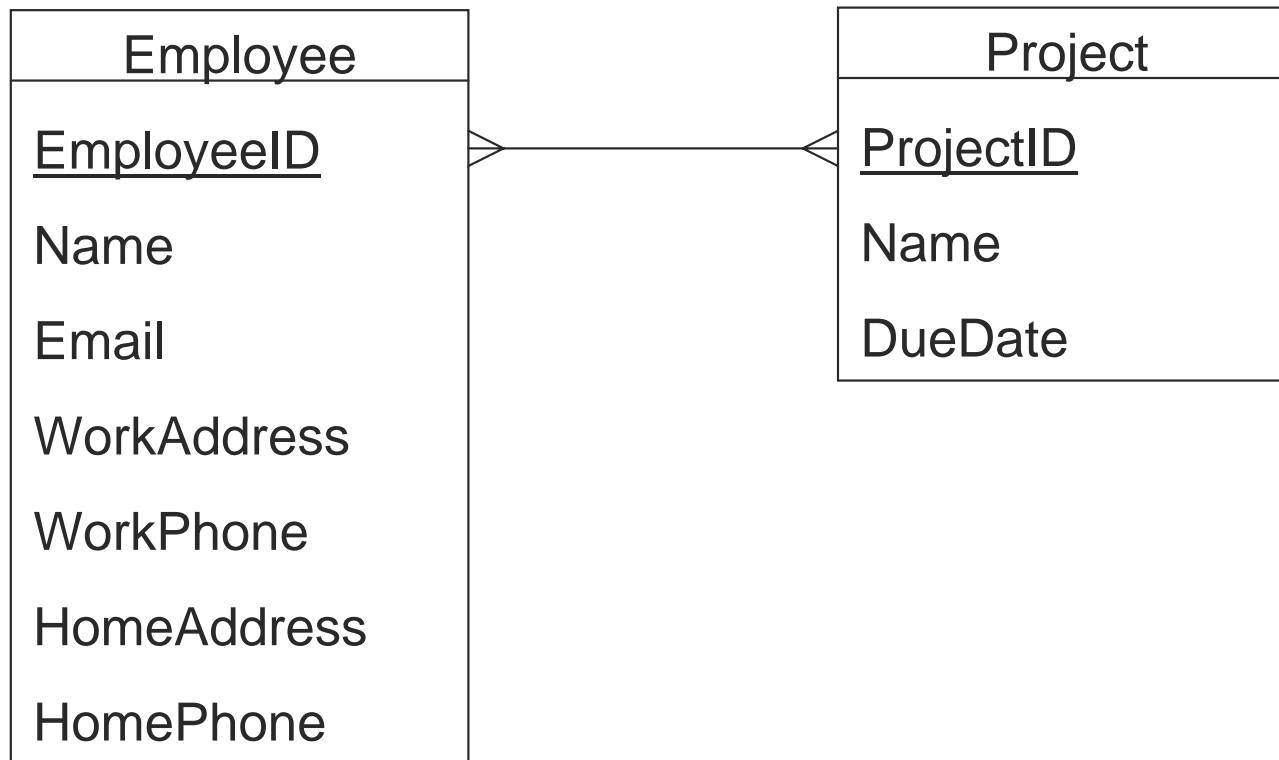 Employee
EmployeeID
Name
Email
WorkAddress
WorkPhone
HomeAddress
HomePhone
Project
ProjectID
Name
DueDate